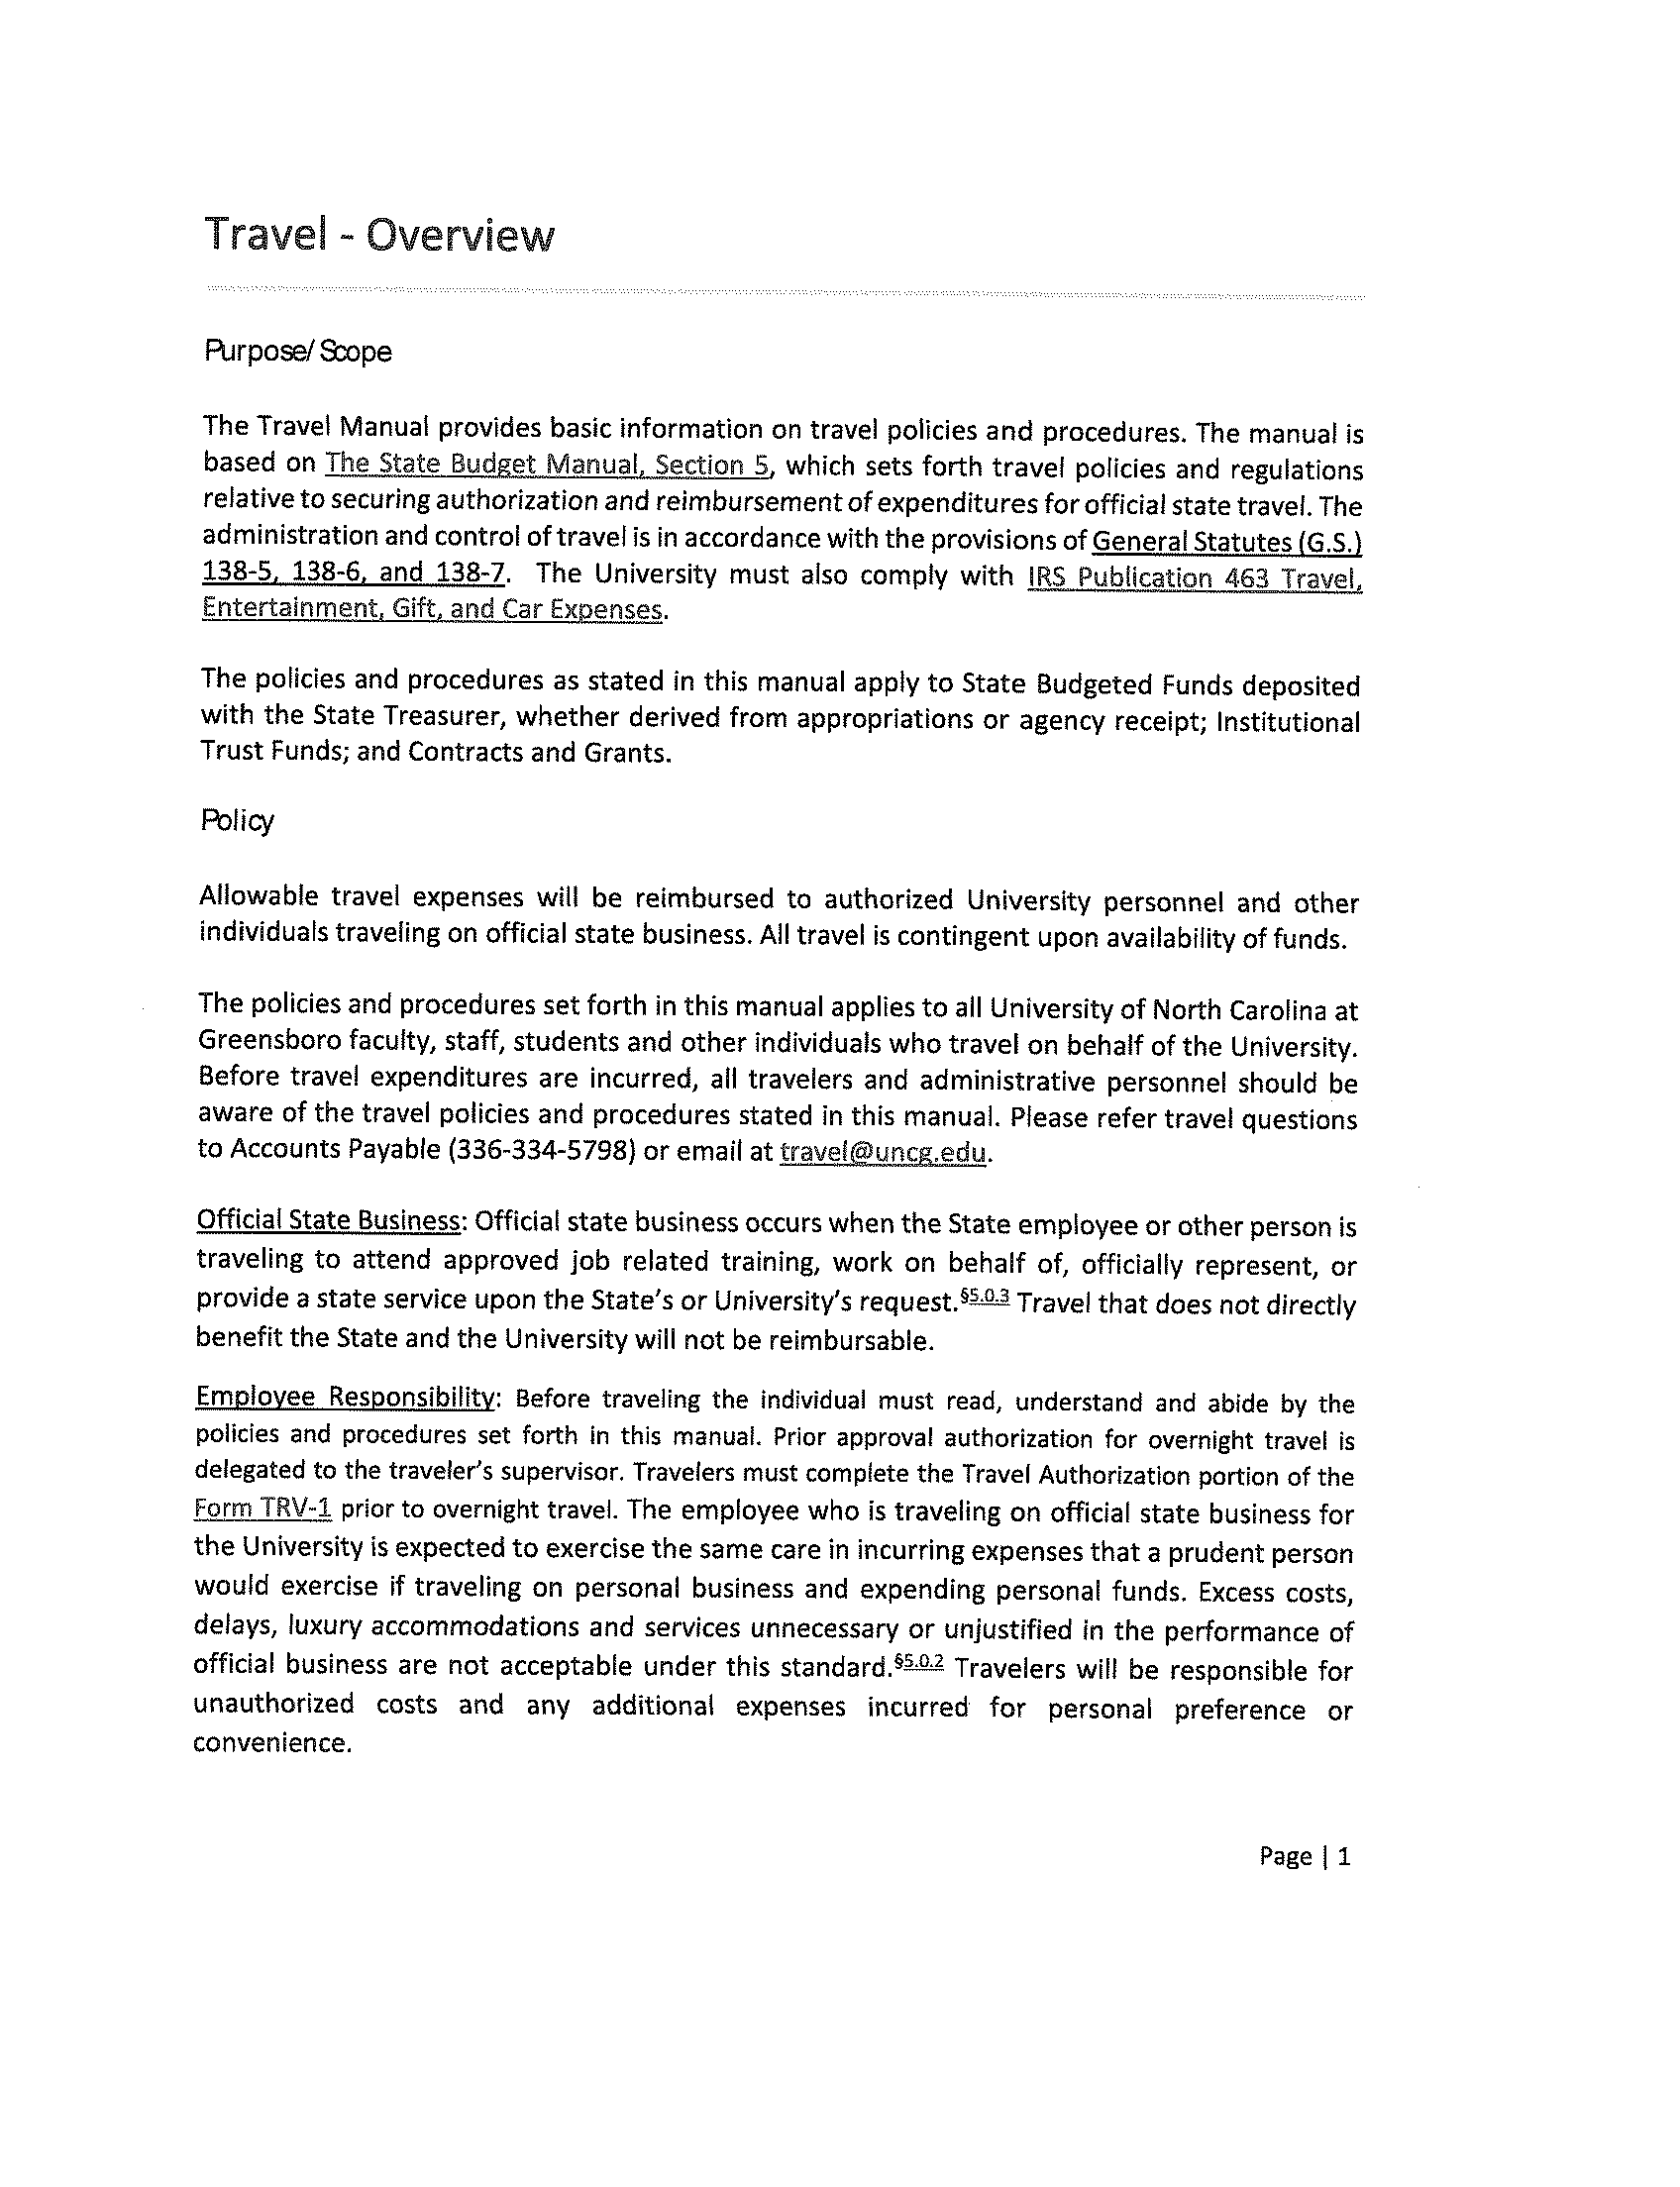 Travel - Overview
Purpose/ Scope
The Travel Manual provides basic information on travel policies and procedures. The manual is
based on The State Budget Manual, Section 5, which sets forth travel policies and regulations
relative to securing authorization and reimbursement of expenditures for official state travel. The
administration and control of travel is in accordance with the provisions of General Statutes (G.S.)
138-5, 138-6, and 138-7. The University must also comply with IRS Publication 463 Travel,
Entertainment, Gift, and Car Expenses.
The policies and procedures as stated in this manual apply to State Budgeted Funds deposited
with the State Treasurer, whether derived from appropriations or agency receipt; Institutional
Trust Funds; and Contracts and Grants.
Policy
Allowable travel expenses will be reimbursed to authorized University personnel and other
individuals traveling on official state business. All travel is contingent upon availability of funds.
The policies and procedures set forth in this manual applies to all University of North Carolina at
Greensboro faculty, staff, students and other individuals who travel on behalf of the University.
Before travel expenditures are incurred, all travelers and administrative personnel should be
aware of the travel policies and procedures stated in this manual. Please refer travel questions
to Accounts Payable (336-334-5798) or email at travel@uncg.edu.
Official State Business: Official state business occurs when the State employee or other person is
traveling to attend approved job related training, work on behalf of, officially represent, or
provide a state service upon the State's or University's request.§5.0.3 Travel that does not directly
benefit the State and the University will not be reimbursable.
Employee Responsibility: Before traveling the individual must read, understand and abide by the
policies and procedures set forth in this manual. Prior approval authorization for overnight travel is
delegated to the traveler's supervisor. Travelers must complete the Travel Authorization portion of the
Form TRV-1 prior to overnight travel. The employee who is traveling on official state business for
the University is expected to exercise the same care in incurring expenses that a prudent person
would exercise if traveling on personal business and expending personal funds. Excess costs,
delays, luxury accommodations and services unnecessary or unjustified in the performance of
official business are not acceptable under this standard.§5.0.2 Travelers will be responsible for
unauthorized costs and any additional expenses incurred for personal preference or
convenience.
Page | 1